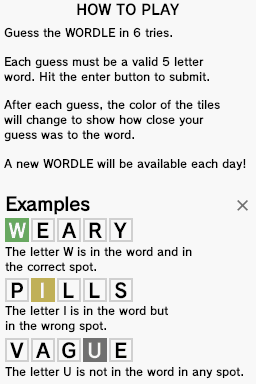 HOW TO PLAY
Guess the WORDLE in 6 tries.
Each guess must be a valid 5 letter
word. Hit the enter button to submit.
After each guess, the color of the tiles
will change to show how close your
guess was to the word.
A new WORDLE will be available each day!
Examples ×
W E A R Y
The letter W is in the word and in
the correct spot.
P I L L S
The letter I is in the word but
in the wrong spot.
V A G U E
The letter U is not in the word in any spot.